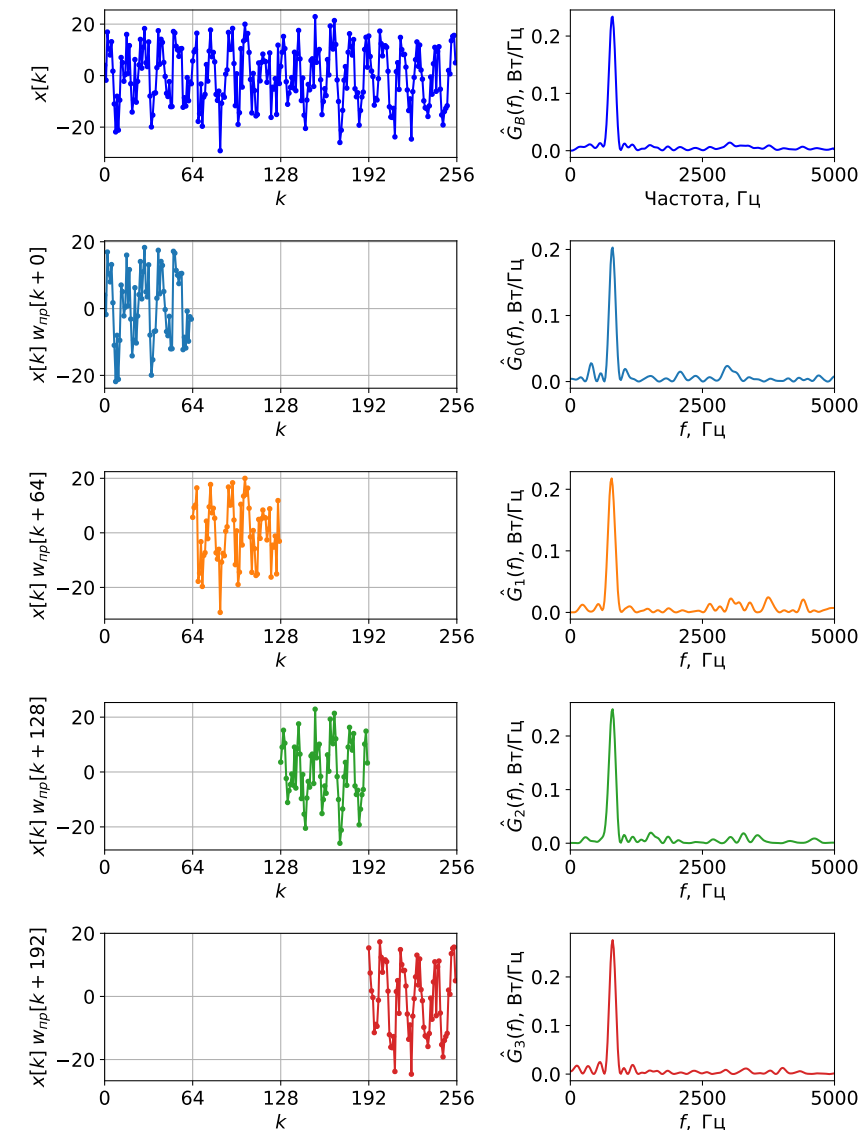 x[k]
20
0
−20
0 64 128 192 256
k
Ĝ_B(f), Вт/Гц
0.2
0.1
0.0
0 2500 5000
Частота, Гц
x[k] w_пр[k + 0]
20
0
−20
0 64 128 192 256
k
Ĝ_0(f), Вт/Гц
0.2
0.1
0.0
0 2500 5000
f, Гц
x[k] w_пр[k + 64]
20
0
−20
0 64 128 192 256
k
Ĝ_1(f), Вт/Гц
0.2
0.1
0.0
0 2500 5000
f, Гц
x[k] w_пр[k + 128]
20
0
−20
0 64 128 192 256
k
Ĝ_2(f), Вт/Гц
0.2
0.1
0.0
0 2500 5000
f, Гц
x[k] w_пр[k + 192]
20
0
−20
0 64 128 192 256
k
Ĝ_3(f), Вт/Гц
0.2
0.1
0.0
0 2500 5000
f, Гц